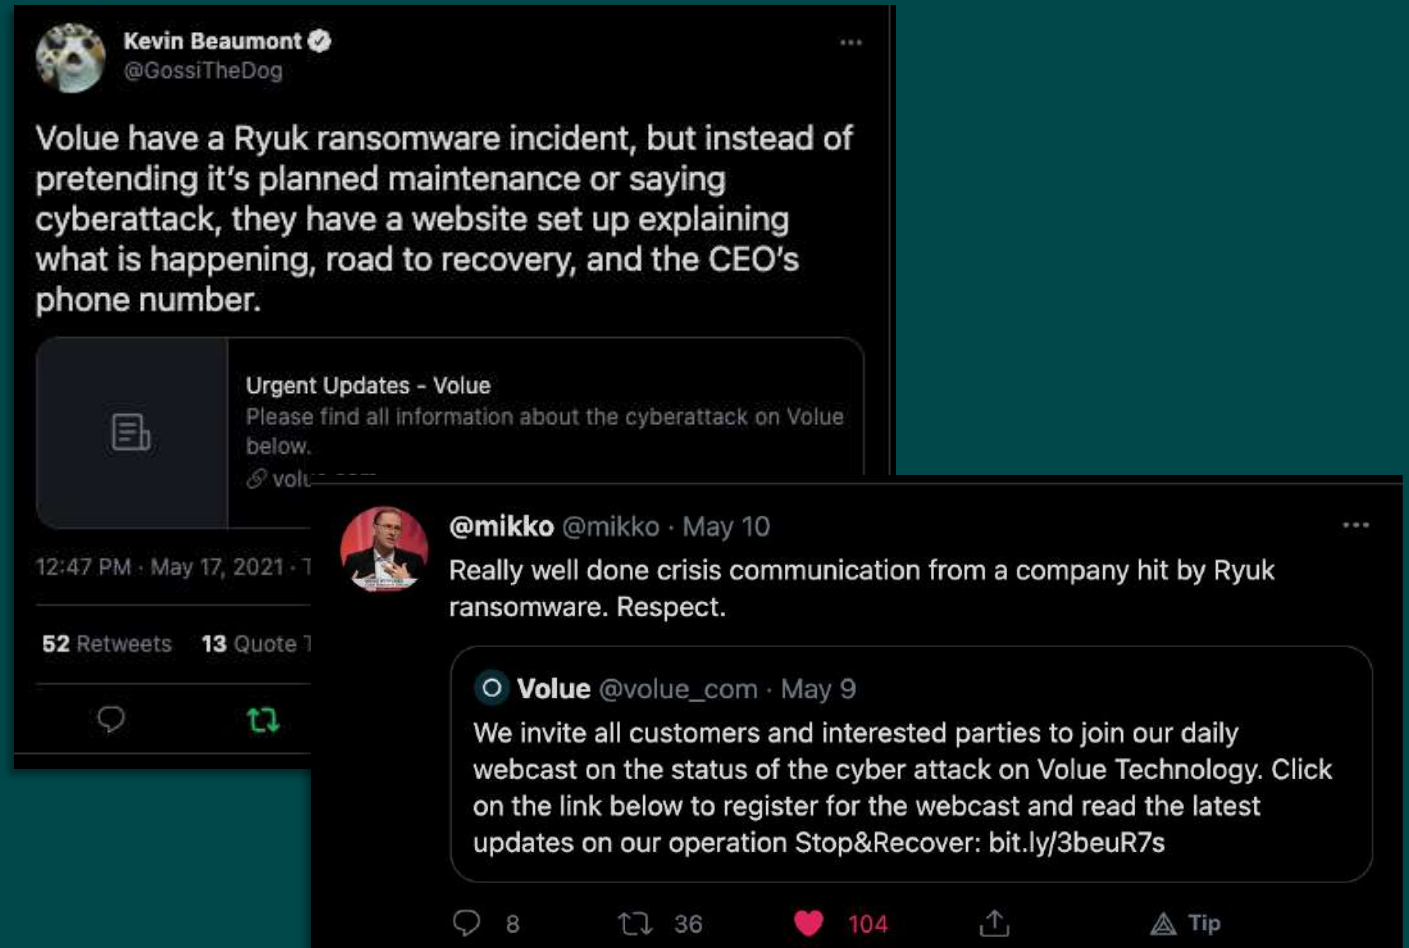 Kevin Beaumont
@GossiTheDog
Volue have a Ryuk ransomware incident, but instead of
pretending it's planned maintenance or saying
cyberattack, they have a website set up explaining
what is happening, road to recovery, and the CEO's
phone number.
Urgent Updates - Volue
Please find all information about the cyberattack on Volue
below.
12:47 PM · May 17, 2021 ·
52 Retweets 13 Quote
@mikko @mikko · May 10
Really well done crisis communication from a company hit by Ryuk
ransomware. Respect.
Volue @volue_com · May 9
We invite all customers and interested parties to join our daily
webcast on the status of the cyber attack on Volue Technology. Click
on the link below to register for the webcast and read the latest
updates on our operation Stop&Recover: bit.ly/3beuR7s
8 36 104 Tip